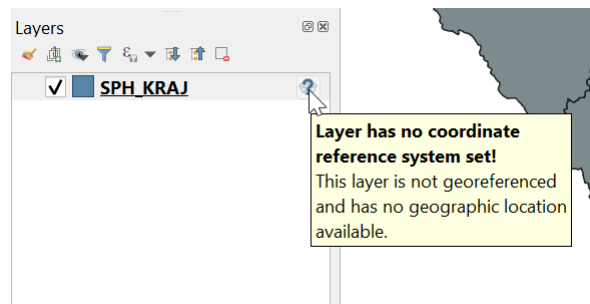 Layers
SPH_KRAJ
Layer has no coordinate
reference system set!
This layer is not georeferenced
and has no geographic location
available.